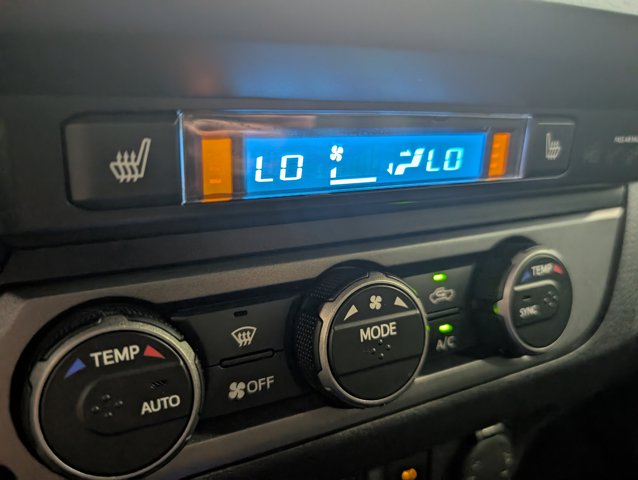 LO LO
TEMP
AUTO
OFF
MODE
A/C
TEMP
SYNC